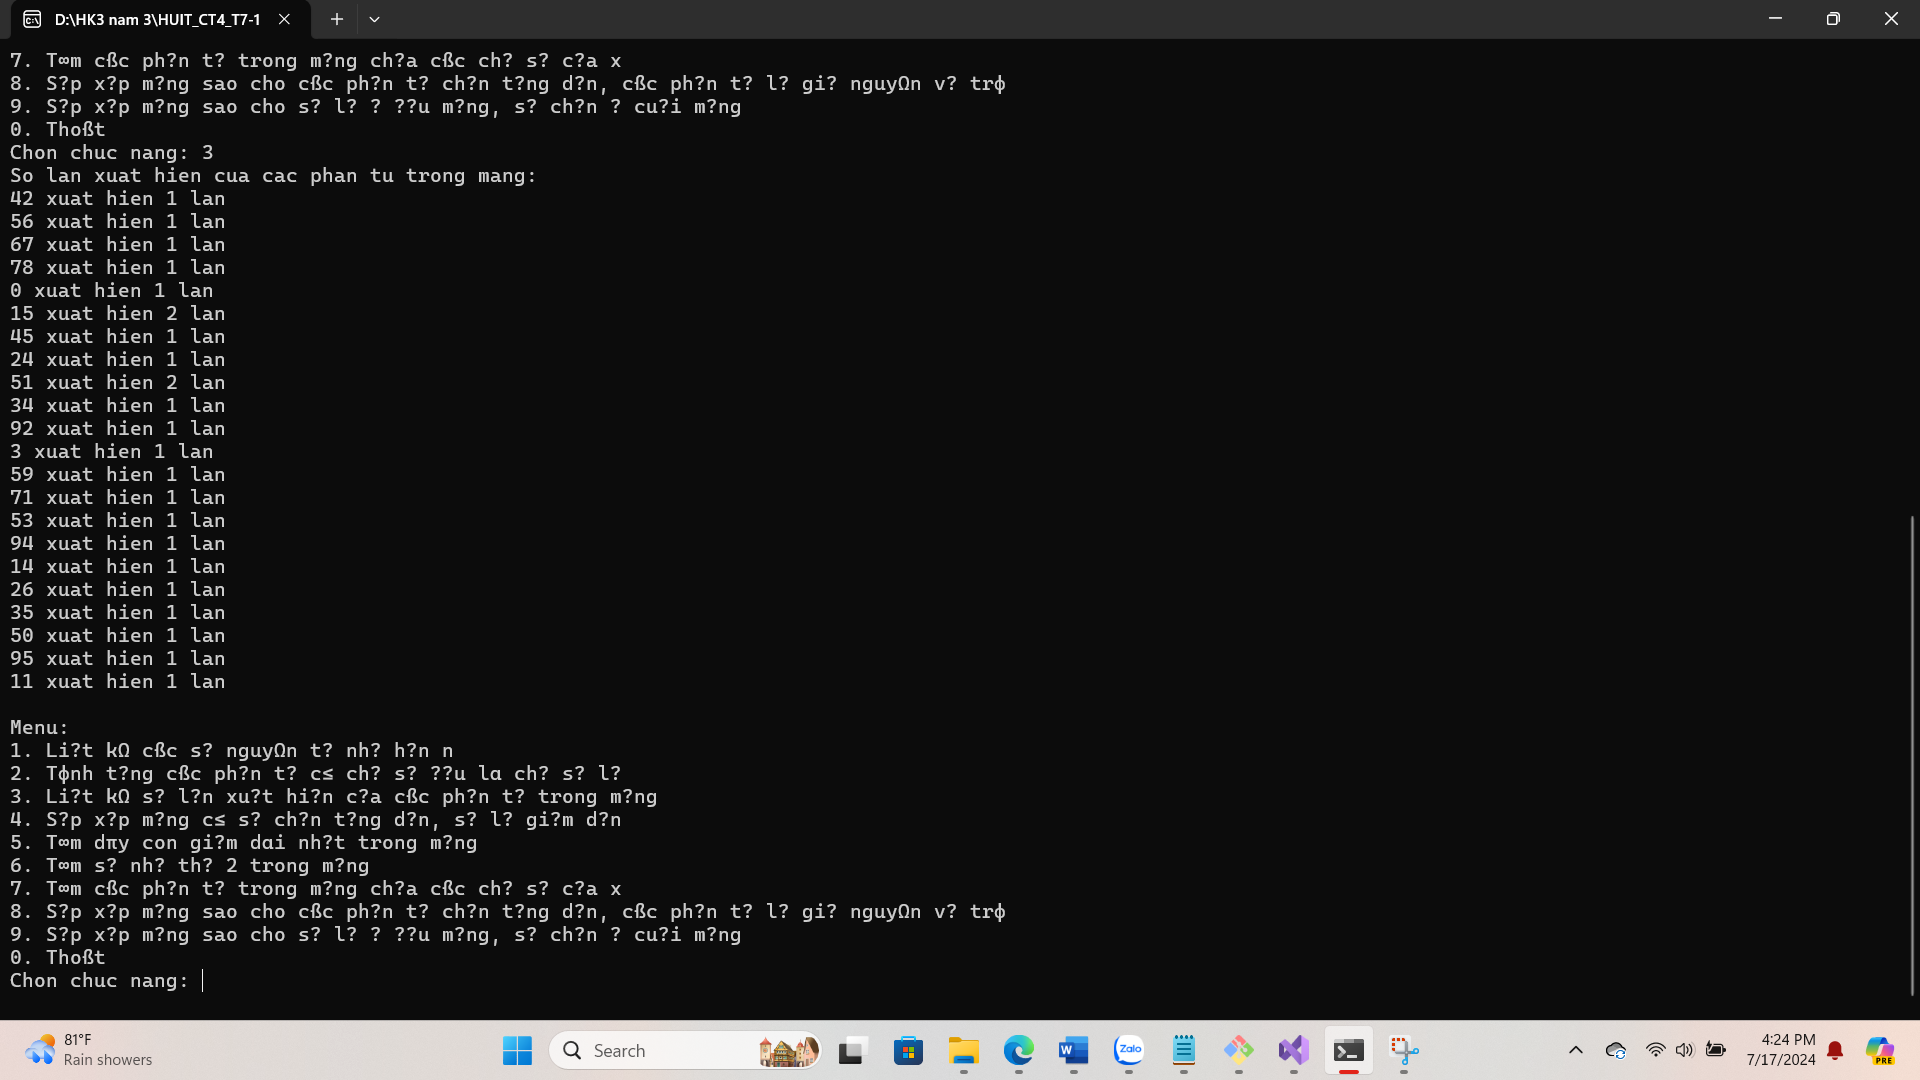 D:\HK3 nam 3\HUIT_CT4_T7-1
7. T∞m cßc ph?n t? trong m?ng ch?a cßc ch? s? c?a x
8. S?p x?p m?ng sao cho cßc ph?n t? ch?n t?ng d?n, cßc ph?n t? l? gi? nguyΩn v? trφ
9. S?p x?p m?ng sao cho s? l? ? ??u m?ng, s? ch?n ? cu?i m?ng
0. Thoßt
Chon chuc nang: 3
So lan xuat hien cua cac phan tu trong mang:
42 xuat hien 1 lan
56 xuat hien 1 lan
67 xuat hien 1 lan
78 xuat hien 1 lan
0 xuat hien 1 lan
15 xuat hien 2 lan
45 xuat hien 1 lan
24 xuat hien 1 lan
51 xuat hien 2 lan
34 xuat hien 1 lan
92 xuat hien 1 lan
3 xuat hien 1 lan
59 xuat hien 1 lan
71 xuat hien 1 lan
53 xuat hien 1 lan
94 xuat hien 1 lan
14 xuat hien 1 lan
26 xuat hien 1 lan
35 xuat hien 1 lan
50 xuat hien 1 lan
95 xuat hien 1 lan
11 xuat hien 1 lan
Menu:
1. Li?t kΩ cßc s? nguyΩn t? nh? h?n n
2. Tφnh t?ng cßc ph?n t? c≤ ch? s? ??u lα ch? s? l?
3. Li?t kΩ s? l?n xu?t hi?n c?a cßc ph?n t? trong m?ng
4. S?p x?p m?ng c≤ s? ch?n t?ng d?n, s? l? gi?m d?n
5. T∞m dπy con gi?m dαi nh?t trong m?ng
6. T∞m s? nh? th? 2 trong m?ng
7. T∞m cßc ph?n t? trong m?ng ch?a cßc ch? s? c?a x
8. S?p x?p m?ng sao cho cßc ph?n t? ch?n t?ng d?n, cßc ph?n t? l? gi? nguyΩn v? trφ
9. S?p x?p m?ng sao cho s? l? ? ??u m?ng, s? ch?n ? cu?i m?ng
0. Thoßt
Chon chuc nang:
81°F
Rain showers
Search
Zalo
4:24 PM
7/17/2024
PRE